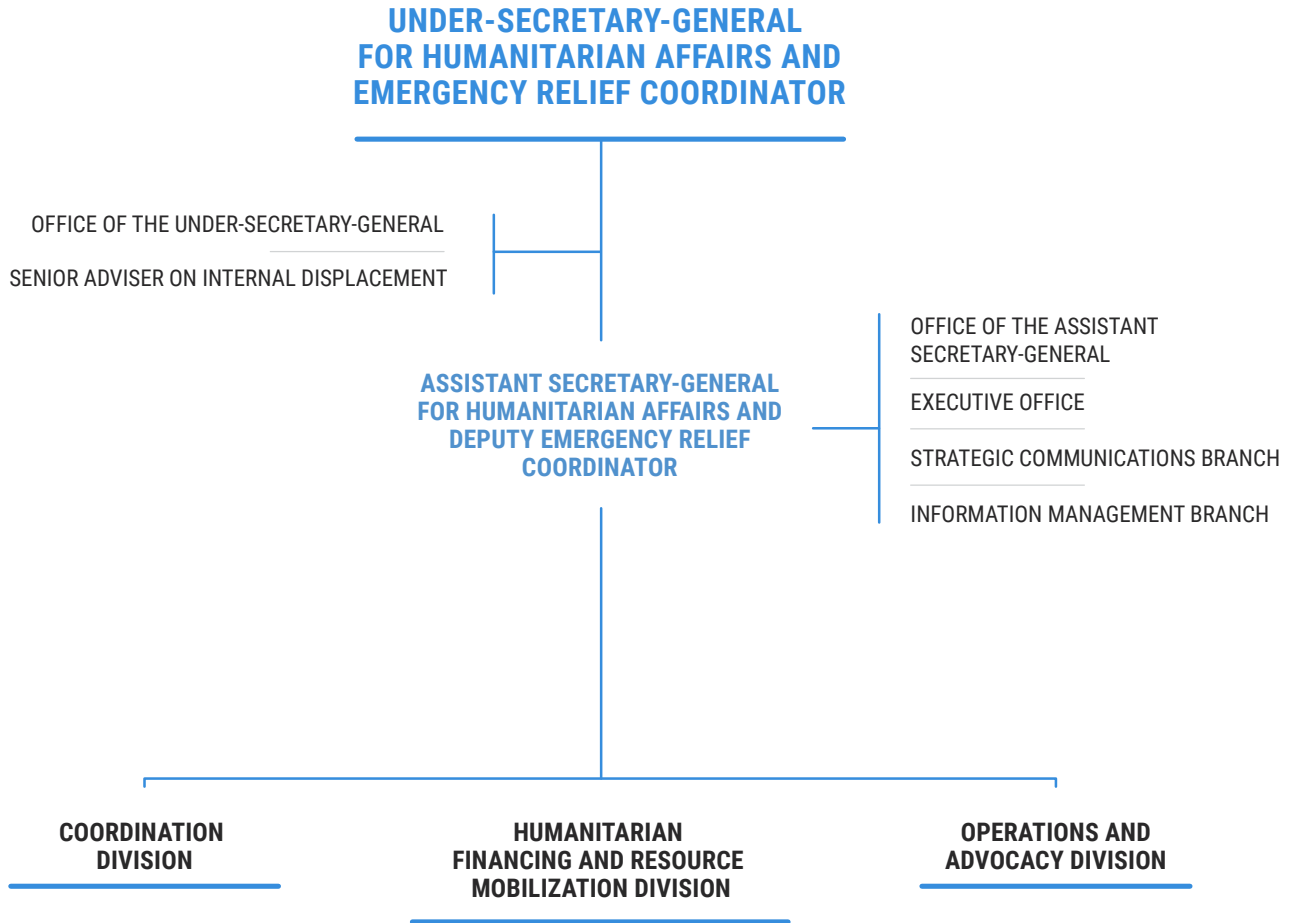 UNDER-SECRETARY-GENERAL
FOR HUMANITARIAN AFFAIRS AND
EMERGENCY RELIEF COORDINATOR
OFFICE OF THE UNDER-SECRETARY-GENERAL
SENIOR ADVISER ON INTERNAL DISPLACEMENT
OFFICE OF THE ASSISTANT
SECRETARY-GENERAL
EXECUTIVE OFFICE
STRATEGIC COMMUNICATIONS BRANCH
INFORMATION MANAGEMENT BRANCH
ASSISTANT SECRETARY-GENERAL
FOR HUMANITARIAN AFFAIRS AND
DEPUTY EMERGENCY RELIEF
COORDINATOR
COORDINATION
DIVISION
HUMANITARIAN
FINANCING AND RESOURCE
MOBILIZATION DIVISION
OPERATIONS AND
ADVOCACY DIVISION